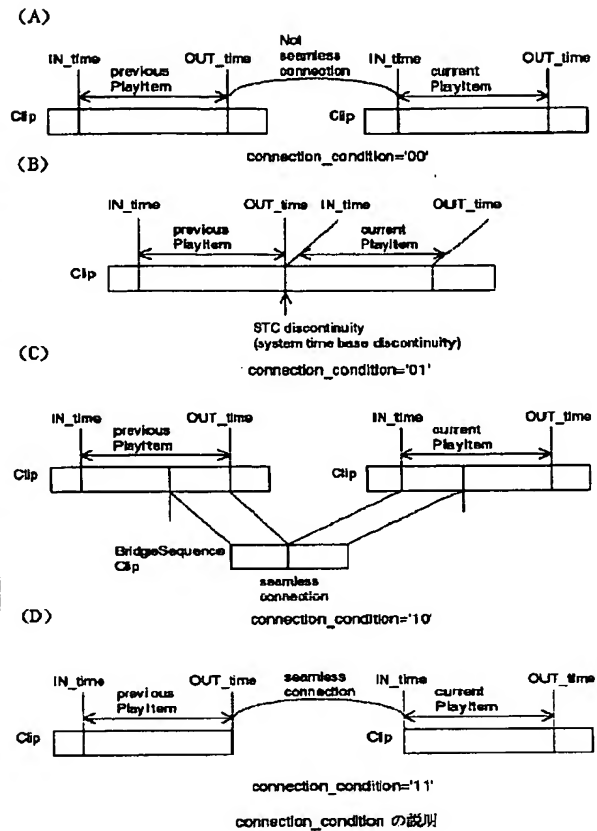 (A)
Not
seamless
connection
IN_time
previous
PlayItem
OUT_time
IN_time
current
PlayItem
OUT_time
Clip
Clip
connection_condition='00'
(B)
IN_time
OUT_time
IN_time
OUT_time
previous
PlayItem
current
PlayItem
Clip
STC discontinuity
(system time base discontinuity)
(C)
connection_condition='01'
IN_time
previous
PlayItem
OUT_time
IN_time
current
PlayItem
OUT_time
Clip
Clip
BridgeSequence
Clip
seamless
connection
(D)
connection_condition='10'
IN_time
previous
PlayItem
OUT_time
seamless
connection
IN_time
current
PlayItem
OUT_time
Clip
Clip
connection_condition='11'
connection_condition の説明